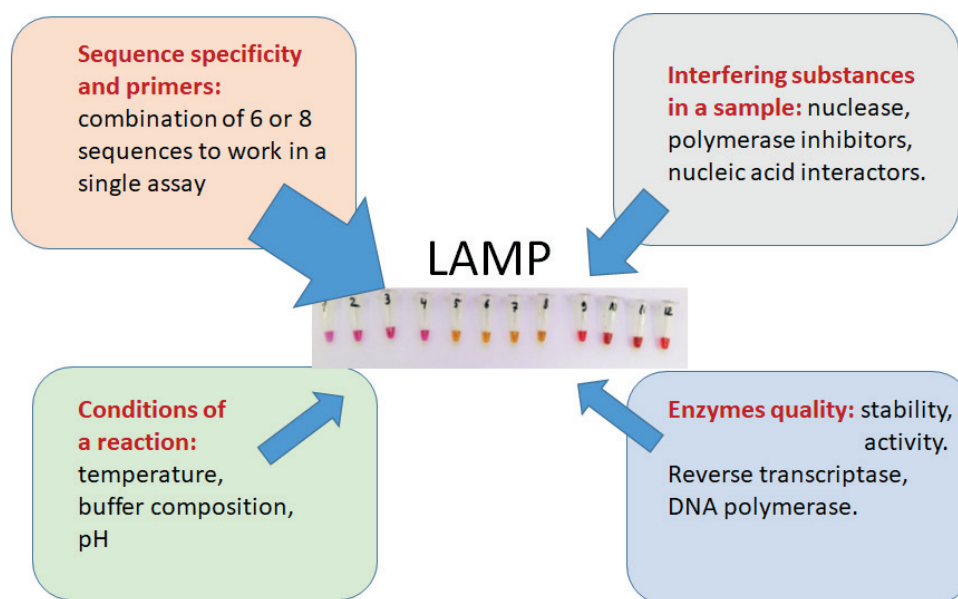 Sequence specificity
and primers:
combination of 6 or 8
sequences to work in a
single assay
Interfering substances
in a sample: nuclease,
polymerase inhibitors,
nucleic acid interactors.
LAMP
1 2 3 4 5 6 7 8 9 10 11 12
Conditions of
a reaction:
temperature,
buffer composition,
pH
Enzymes quality: stability,
activity.
Reverse transcriptase,
DNA polymerase.